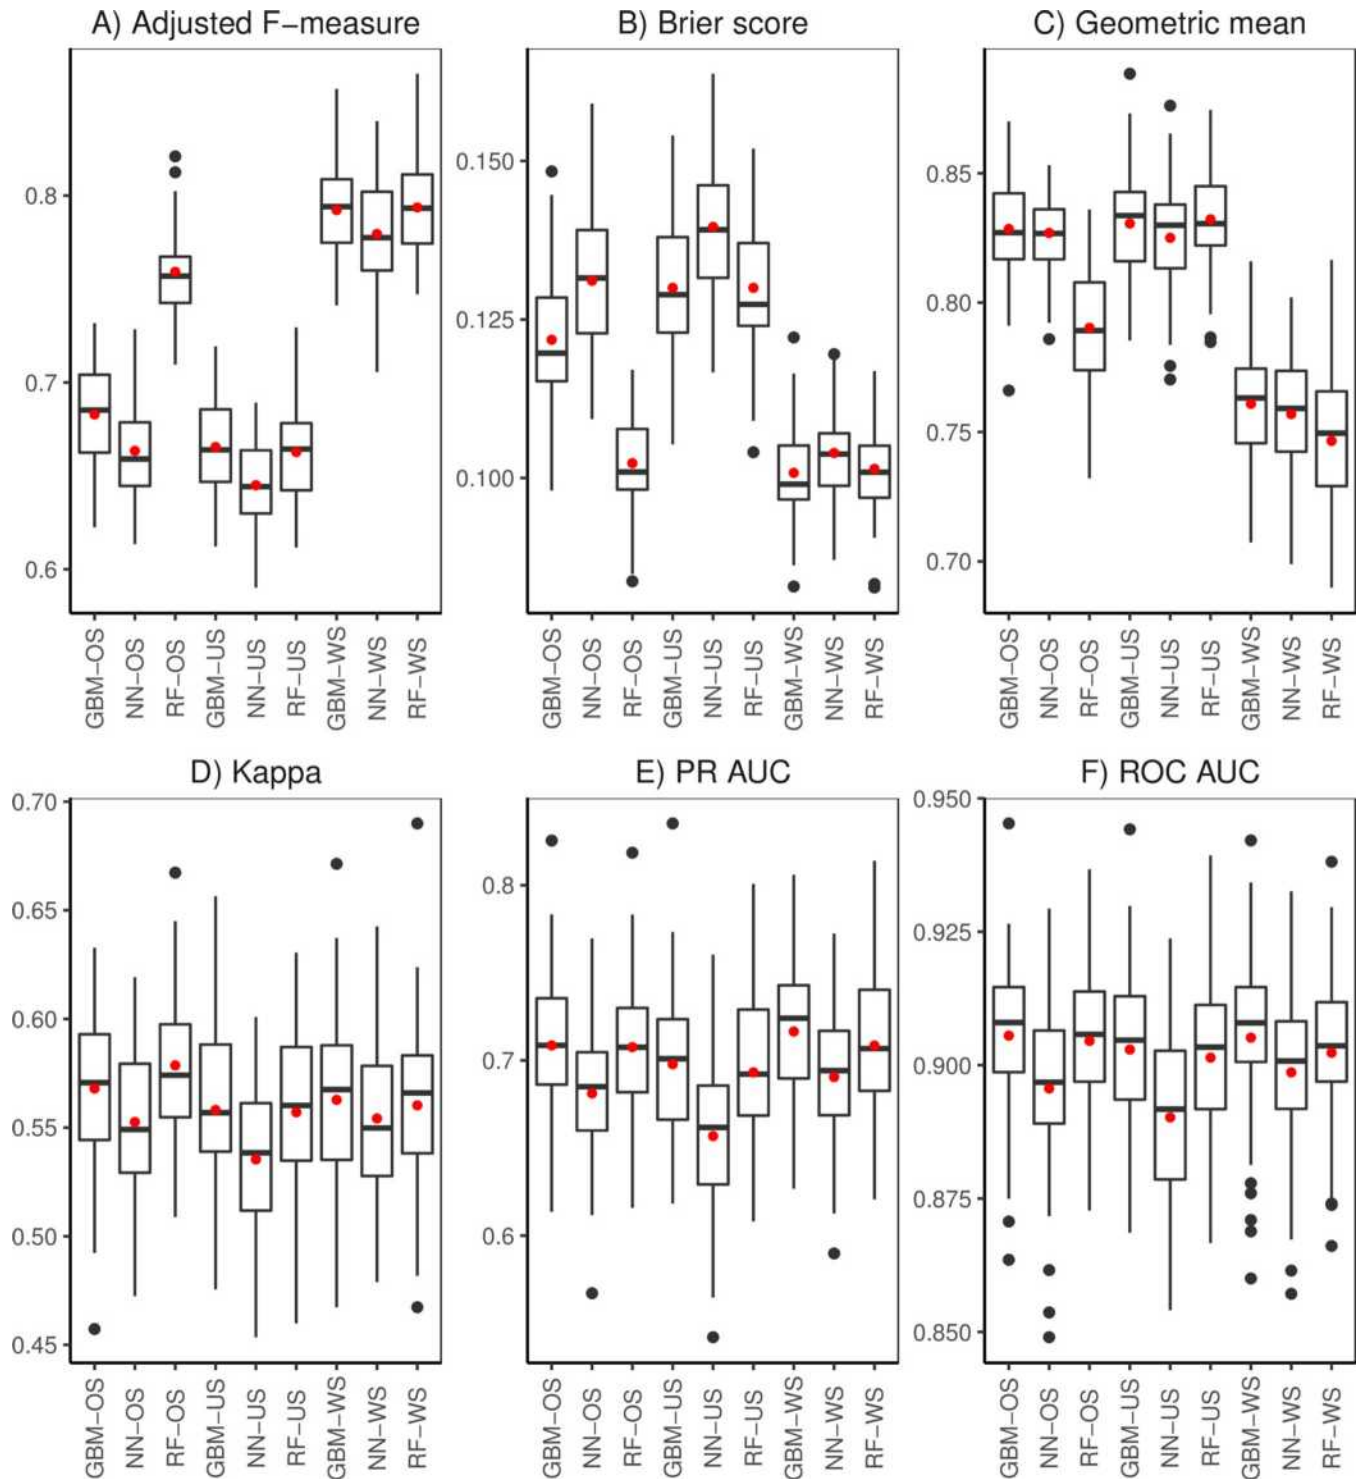 A) Adjusted F−measure
B) Brier score
C) Geometric mean
0.8
0.7
0.6
0.150
0.125
0.100
0.85
0.80
0.75
0.70
GBM−OS
NN−OS
RF−OS
GBM−US
NN−US
RF−US
GBM−WS
NN−WS
RF−WS
GBM−OS
NN−OS
RF−OS
GBM−US
NN−US
RF−US
GBM−WS
NN−WS
RF−WS
GBM−OS
NN−OS
RF−OS
GBM−US
NN−US
RF−US
GBM−WS
NN−WS
RF−WS
D) Kappa
E) PR AUC
F) ROC AUC
0.70
0.65
0.60
0.55
0.50
0.45
0.8
0.7
0.6
0.950
0.925
0.900
0.875
0.850
GBM−OS
NN−OS
RF−OS
GBM−US
NN−US
RF−US
GBM−WS
NN−WS
RF−WS
GBM−OS
NN−OS
RF−OS
GBM−US
NN−US
RF−US
GBM−WS
NN−WS
RF−WS
GBM−OS
NN−OS
RF−OS
GBM−US
NN−US
RF−US
GBM−WS
NN−WS
RF−WS